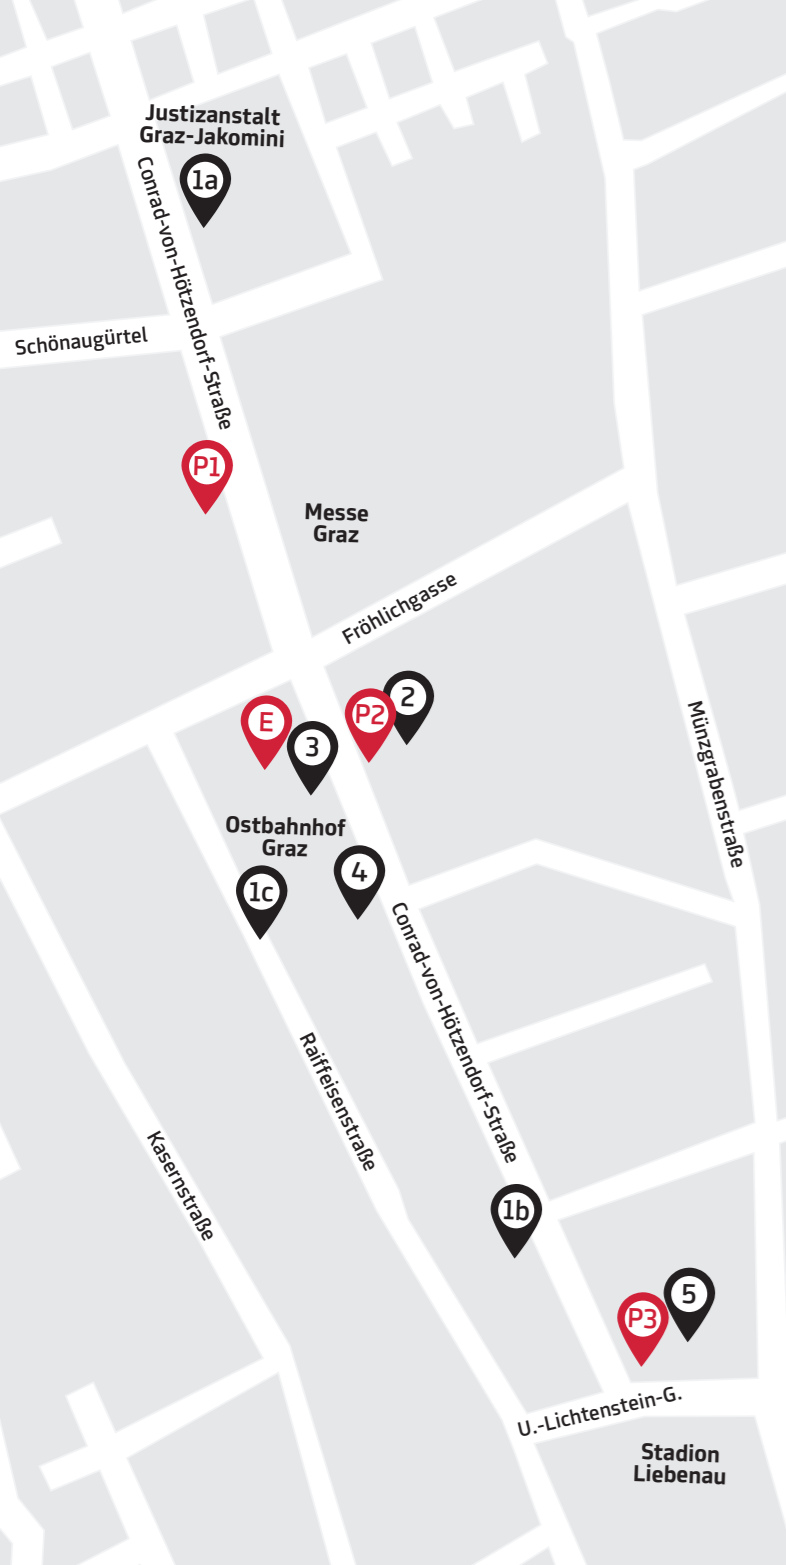 Justizanstalt
Graz-Jakomini
1a
Conrad-von-Hötzendorf-Straße
Schönaugürtel
P1
Messe
Graz
Fröhlichgasse
2
P2
E
3
Münzgrabenstraße
Ostbahnhof
Graz
4
1c
Conrad-von-Hötzendorf-Straße
Raiffeisenstraße
Kasernstraße
1b
5
P3
U.-Lichtenstein-G.
Stadion
Liebenau